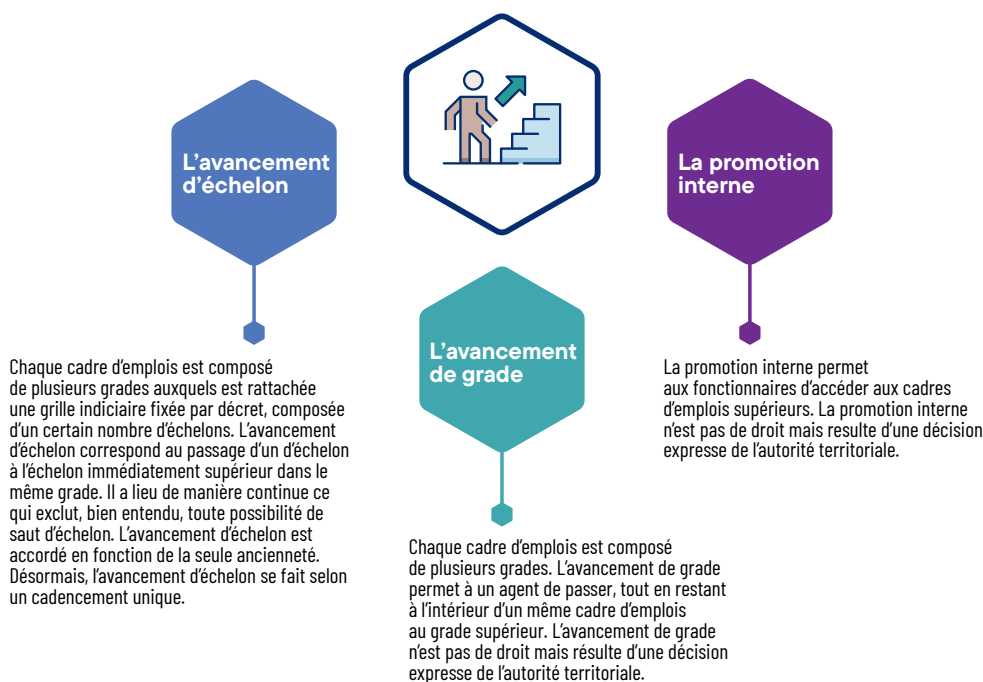 L'avancement
d'échelon
Chaque cadre d'emplois est composé
de plusieurs grades auxquels est rattachée
une grille indiciaire fixée par décret, composée
d'un certain nombre d'échelons. L'avancement
d'échelon correspond au passage d'un d'échelon
à l'échelon immédiatement supérieur dans le
même grade. Il a lieu de manière continue ce
qui exclut, bien entendu, toute possibilité de
saut d'échelon. L'avancement d'échelon est
accordé en fonction de la seule ancienneté.
Désormais, l'avancement d'échelon se fait selon
un cadencement unique.
L'avancement
de grade
Chaque cadre d'emplois est composé
de plusieurs grades. L'avancement de grade
permet à un agent de passer, tout en restant
à l'intérieur d'un même cadre d'emplois
au grade supérieur. L'avancement de grade
n'est pas de droit mais résulte d'une décision
expresse de l'autorité territoriale.
La promotion
interne
La promotion interne permet
aux fonctionnaires d'accéder aux cadres
d'emplois supérieurs. La promotion interne
n'est pas de droit mais resulte d'une décision
expresse de l'autorité territoriale.